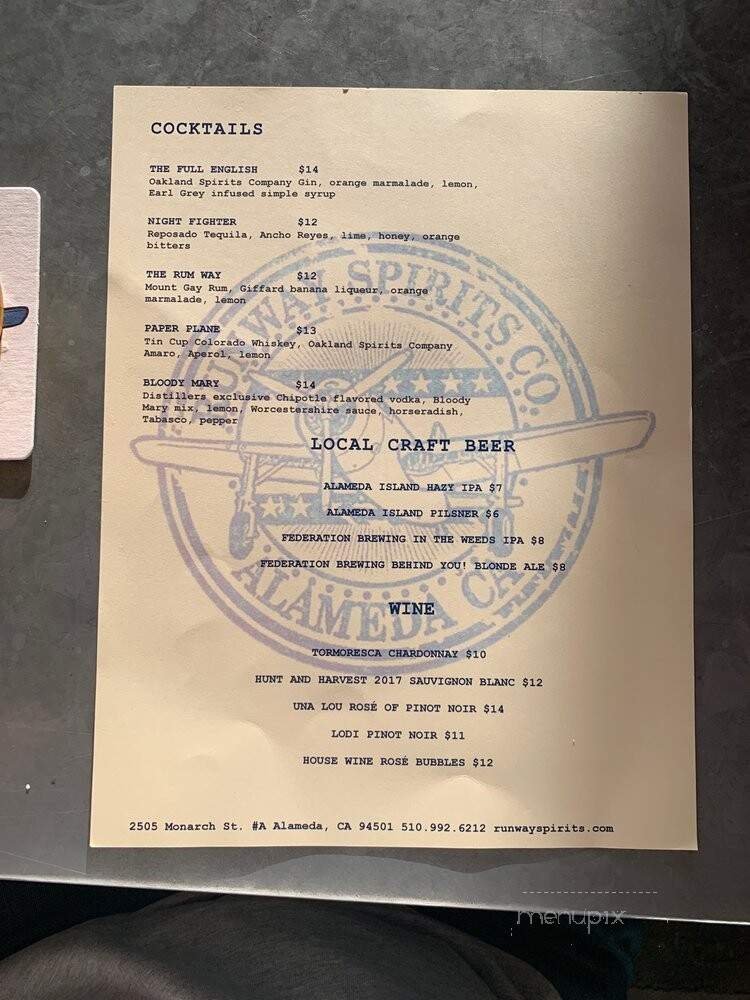 COCKTAILS
THE FULL ENGLISH $14
Oakland Spirits Company Gin, orange marmalade, lemon,
Earl Grey infused simple syrup
NIGHT FIGHTER $12
Reposado Tequila, Ancho Reyes, lime, honey, orange
bitters
THE RUM WAY $12
Mount Gay Rum, Giffard banana liqueur, orange
marmalade, lemon
PAPER PLANE $13
Tin Cup Colorado Whiskey, Oakland Spirits Company
Amaro, Aperol, lemon
BLOODY MARY $14
Distillers exclusive Chipotle flavored vodka, Bloody
Mary mix, lemon, Worcestershire sauce, horseradish,
Tabasco, pepper
RUNWAY SPIRITS CO.
ALAMEDA CA
LOCAL CRAFT BEER
ALAMEDA ISLAND HAZY IPA $7
ALAMEDA ISLAND PILSNER $6
FEDERATION BREWING IN THE WEEDS IPA $8
FEDERATION BREWING BEHIND YOU! BLONDE ALE $8
WINE
TORMORESCA CHARDONNAY $10
HUNT AND HARVEST 2017 SAUVIGNON BLANC $12
UNA LOU ROSÉ OF PINOT NOIR $14
LODI PINOT NOIR $11
HOUSE WINE ROSÉ BUBBLES $12
2505 Monarch St. #A Alameda, CA 94501 510.992.6212 runwayspirits.com
menupix